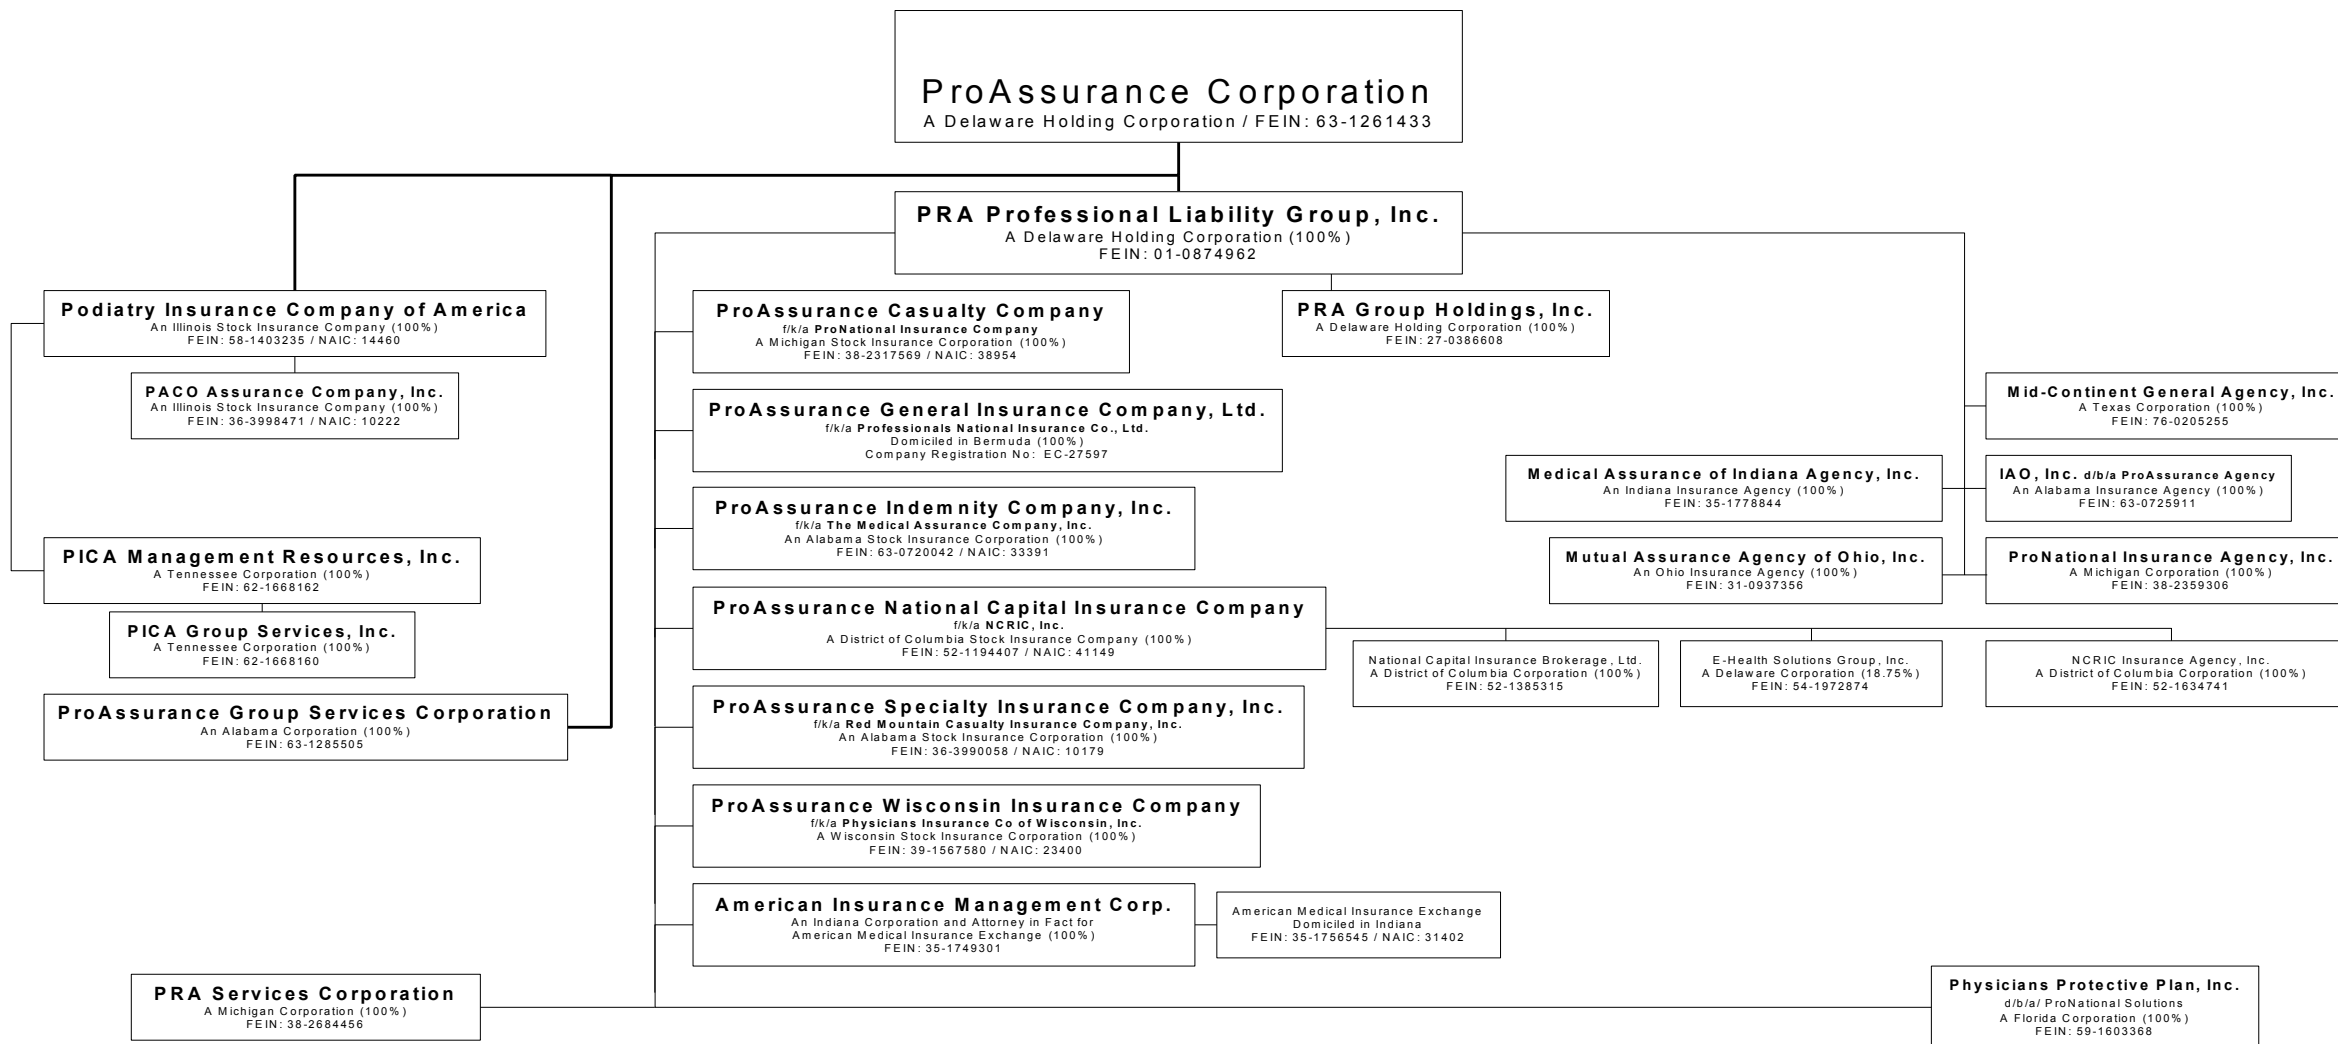 ProAssurance Corporation
A Delaware Holding Corporation / FEIN: 63-1261433
PRA Professional Liability Group, Inc.
A Delaware Holding Corporation (100%)
FEIN: 01-0874962
Podiatry Insurance Company of America
An Illinois Stock Insurance Company (100%)
FEIN: 58-1403235 / NAIC: 14460
PACO Assurance Company, Inc.
An Illinois Stock Insurance Company (100%)
FEIN: 36-3998471 / NAIC: 10222
PICA Management Resources, Inc.
A Tennessee Corporation (100%)
FEIN: 62-1668162
PICA Group Services, Inc.
A Tennessee Corporation (100%)
FEIN: 62-1668160
ProAssurance Group Services Corporation
An Alabama Corporation (100%)
FEIN: 63-1285505
ProAssurance Casualty Company
f/k/a ProNational Insurance Company
A Michigan Stock Insurance Corporation (100%)
FEIN: 38-2317569 / NAIC: 38954
PRA Group Holdings, Inc.
A Delaware Holding Corporation (100%)
FEIN: 27-0386608
ProAssurance General Insurance Company, Ltd.
f/k/a Professionals National Insurance Co., Ltd.
Domiciled in Bermuda (100%)
Company Registration No: EC-27597
ProAssurance Indemnity Company, Inc.
f/k/a The Medical Assurance Company, Inc.
An Alabama Stock Insurance Corporation (100%)
FEIN: 63-0720042 / NAIC: 33391
ProAssurance National Capital Insurance Company
f/k/a NCRIC, Inc.
A District of Columbia Stock Insurance Company (100%)
FEIN: 52-1194407 / NAIC: 41149
ProAssurance Specialty Insurance Company, Inc.
f/k/a Red Mountain Casualty Insurance Company, Inc.
An Alabama Stock Insurance Corporation (100%)
FEIN: 36-3990058 / NAIC: 10179
ProAssurance Wisconsin Insurance Company
f/k/a Physicians Insurance Co of Wisconsin, Inc.
A Wisconsin Stock Insurance Corporation (100%)
FEIN: 39-1567580 / NAIC: 23400
American Insurance Management Corp.
An Indiana Corporation and Attorney in Fact for
American Medical Insurance Exchange (100%)
FEIN: 35-1749301
American Medical Insurance Exchange
Domiciled in Indiana
FEIN: 35-1756545 / NAIC: 31402
Mid-Continent General Agency, Inc.
A Texas Corporation (100%)
FEIN: 76-0205255
Medical Assurance of Indiana Agency, Inc.
An Indiana Insurance Agency (100%)
FEIN: 35-1778844
IAO, Inc. d/b/a ProAssurance Agency
An Alabama Insurance Agency (100%)
FEIN: 63-0725911
Mutual Assurance Agency of Ohio, Inc.
An Ohio Insurance Agency (100%)
FEIN: 31-0937356
ProNational Insurance Agency, Inc.
A Michigan Corporation (100%)
FEIN: 38-2359306
National Capital Insurance Brokerage, Ltd.
A District of Columbia Corporation (100%)
FEIN: 52-1385315
E-Health Solutions Group, Inc.
A Delaware Corporation (18.75%)
FEIN: 54-1972874
NCRIC Insurance Agency, Inc.
A District of Columbia Corporation (100%)
FEIN: 52-1634741
PRA Services Corporation
A Michigan Corporation (100%)
FEIN: 38-2684456
Physicians Protective Plan, Inc.
d/b/a/ ProNational Solutions
A Florida Corporation (100%)
FEIN: 59-1603368